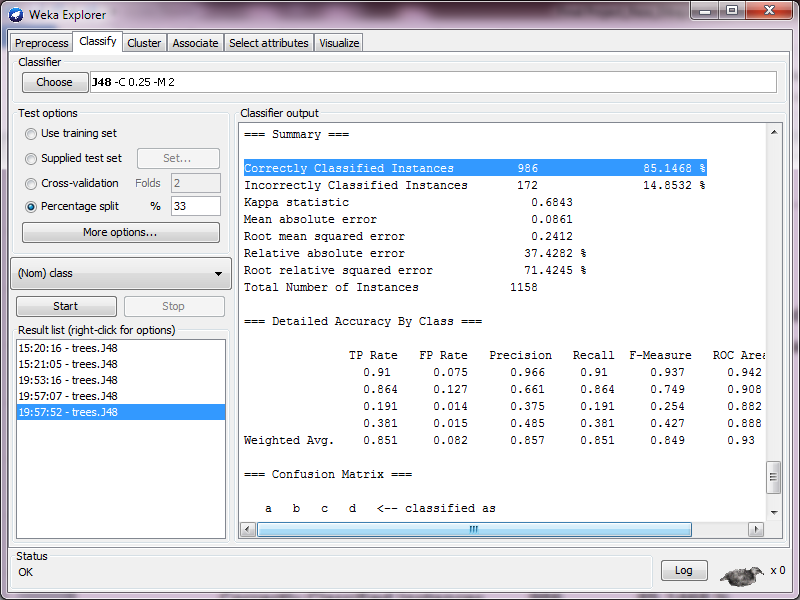 Weka Explorer
Preprocess Classify Cluster Associate Select attributes Visualize
Classifier
Choose J48 -C 0.25 -M 2
Test options
Use training set
Supplied test set Set...
Cross-validation Folds 2
Percentage split % 33
More options...
(Nom) class
Start Stop
Result list (right-click for options)
15:20:16 - trees.J48
15:21:05 - trees.J48
19:53:16 - trees.J48
19:57:07 - trees.J48
19:57:52 - trees.J48
Classifier output
=== Summary ===
Correctly Classified Instances 986 85.1468 %
Incorrectly Classified Instances 172 14.8532 %
Kappa statistic 0.6843
Mean absolute error 0.0861
Root mean squared error 0.2412
Relative absolute error 37.4282 %
Root relative squared error 71.4245 %
Total Number of Instances 1158
=== Detailed Accuracy By Class ===
TP Rate FP Rate Precision Recall F-Measure ROC Area
0.91 0.075 0.966 0.91 0.937 0.942
0.864 0.127 0.661 0.864 0.749 0.908
0.191 0.014 0.375 0.191 0.254 0.882
0.381 0.015 0.485 0.381 0.427 0.888
Weighted Avg. 0.851 0.082 0.857 0.851 0.849 0.93
=== Confusion Matrix ===
a b c d <-- classified as
Status
OK
Log x 0